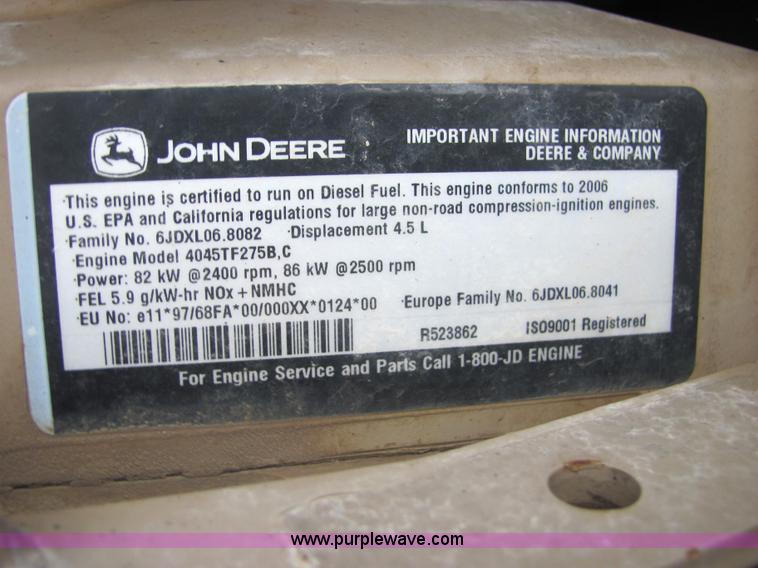 JOHN DEERE
IMPORTANT ENGINE INFORMATION
DEERE & COMPANY
·This engine is certified to run on Diesel Fuel. This engine conforms to 2006
U.S. EPA and California regulations for large non-road compression-ignition engines.
·Family No. 6JDXL06.8082 ·Displacement 4.5 L
·Engine Model 4045TF275B,C
·Power: 82 kW @2400 rpm, 86 kW @2500 rpm
·FEL 5.9 g/kW-hr NOx + NMHC
·EU No: e11*97/68FA*00/000XX*0124*00 ·Europe Family No. 6JDXL06.8041
R523862 ISO9001 Registered
For Engine Service and Parts Call 1-800-JD ENGINE
www.purplewave.com